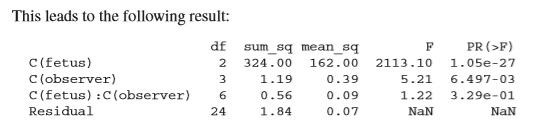 This leads to the following result:
df sum_sq mean_sq F PR(>F)
C(fetus) 2 324.00 162.00 2113.10 1.05e-27
C(observer) 3 1.19 0.39 5.21 6.497-03
C(fetus):C(observer) 6 0.56 0.09 1.22 3.29e-01
Residual 24 1.84 0.07 NaN NaN